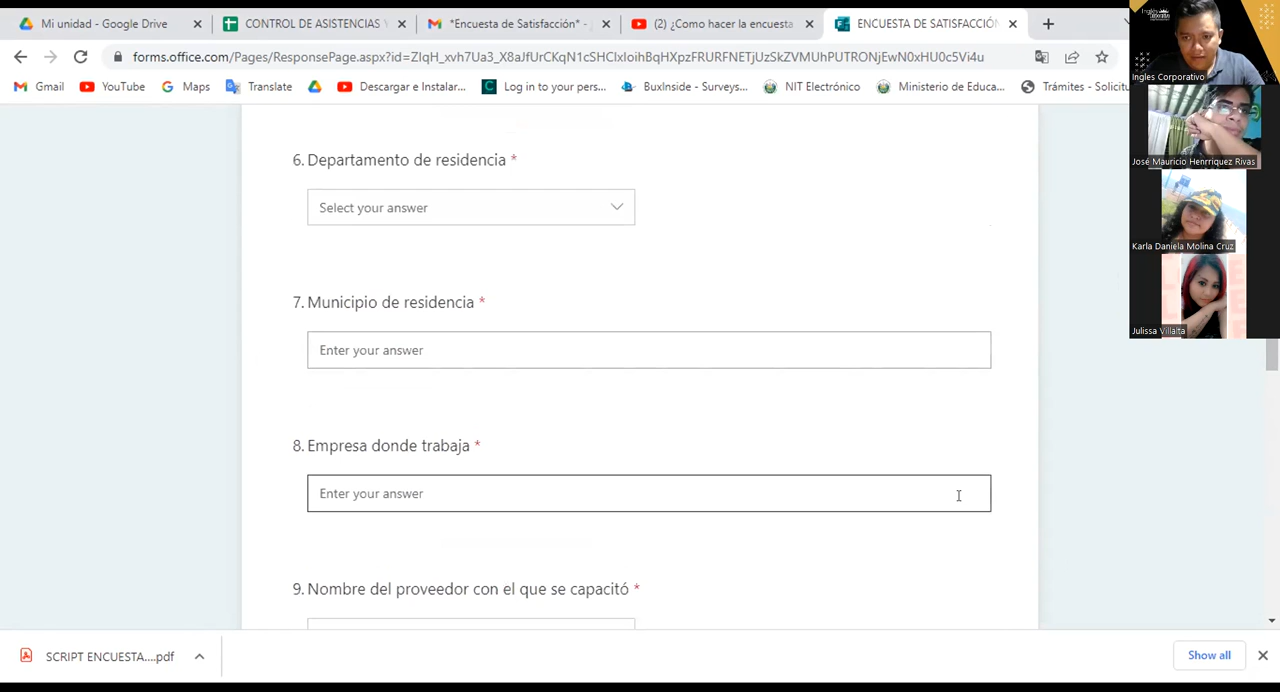 Mi unidad - Google Drive
CONTROL DE ASISTENCIAS
*Encuesta de Satisfacción* -
(2) ¿Como hacer la encuesta
ENCUESTA DE SATISFACCIÓN
forms.office.com/Pages/ResponsePage.aspx?id=ZIqH_xvh7Ua3_X8aJfUrCKqN1cSHClxIoihBqHXpzFRURFNETjUzSkZVMUhPUTRONjEwN0xHU0c5Vi4u
Gmail
YouTube
Maps
Translate
Descargar e Instalar...
Log in to your pers...
BuxInside - Surveys...
NIT Electrónico
Ministerio de Educa...
Trámites - Solicitu
Ingles Corporativo
José Mauricio Henrriquez Rivas
Karla Daniela Molina Cruz
Julissa Villalta
6. Departamento de residencia *
Select your answer
7. Municipio de residencia *
Enter your answer
8. Empresa donde trabaja *
Enter your answer
9. Nombre del proveedor con el que se capacitó *
SCRIPT ENCUESTA....pdf
Show all